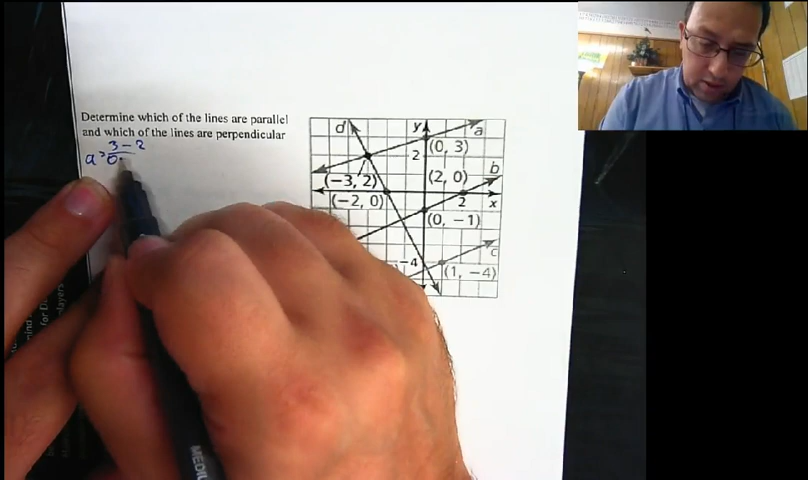 Determine which of the lines are parallel
and which of the lines are perpendicular
3 - 2
a =
0
d
y
a
2
(0, 3)
b
(-3, 2)
(2, 0)
(-2, 0)
2
x
(0, -1)
c
-4
(1, -4)
MEDIU